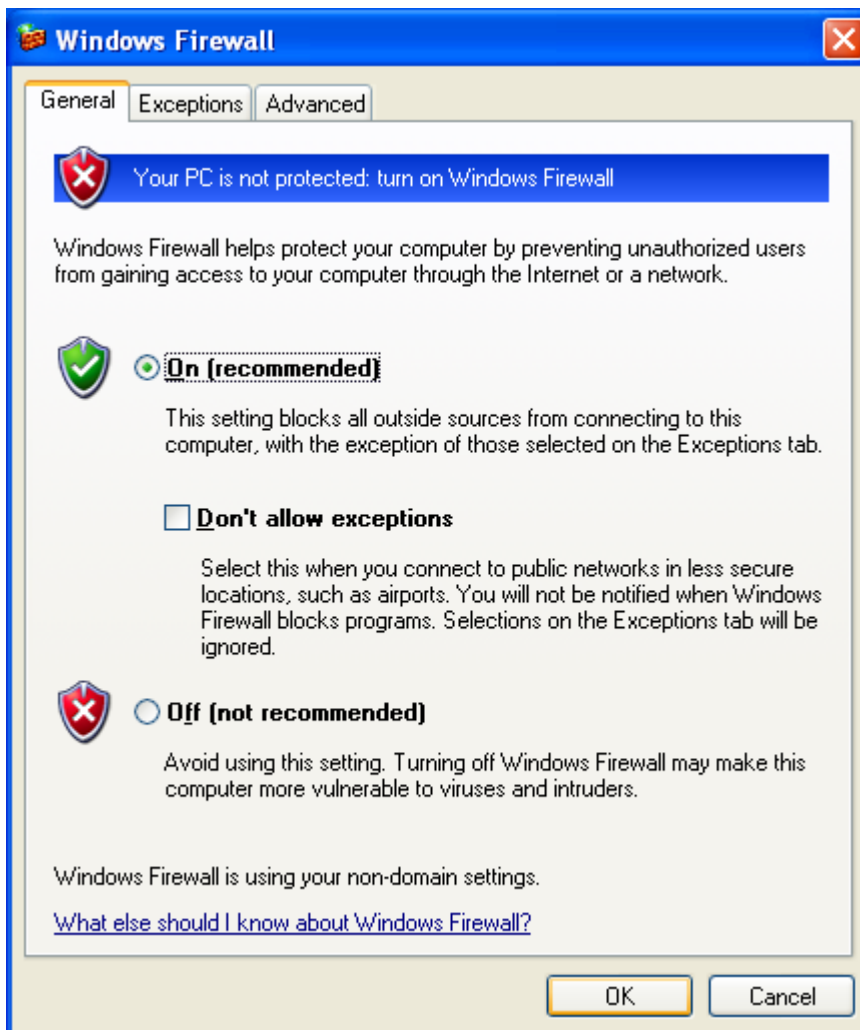 Windows Firewall
General Exceptions Advanced
Your PC is not protected: turn on Windows Firewall
Windows Firewall helps protect your computer by preventing unauthorized users
from gaining access to your computer through the Internet or a network.
On (recommended)
This setting blocks all outside sources from connecting to this
computer, with the exception of those selected on the Exceptions tab.
Don't allow exceptions
Select this when you connect to public networks in less secure
locations, such as airports. You will not be notified when Windows
Firewall blocks programs. Selections on the Exceptions tab will be
ignored.
Off (not recommended)
Avoid using this setting. Turning off Windows Firewall may make this
computer more vulnerable to viruses and intruders.
Windows Firewall is using your non-domain settings.
What else should I know about Windows Firewall?
OK Cancel